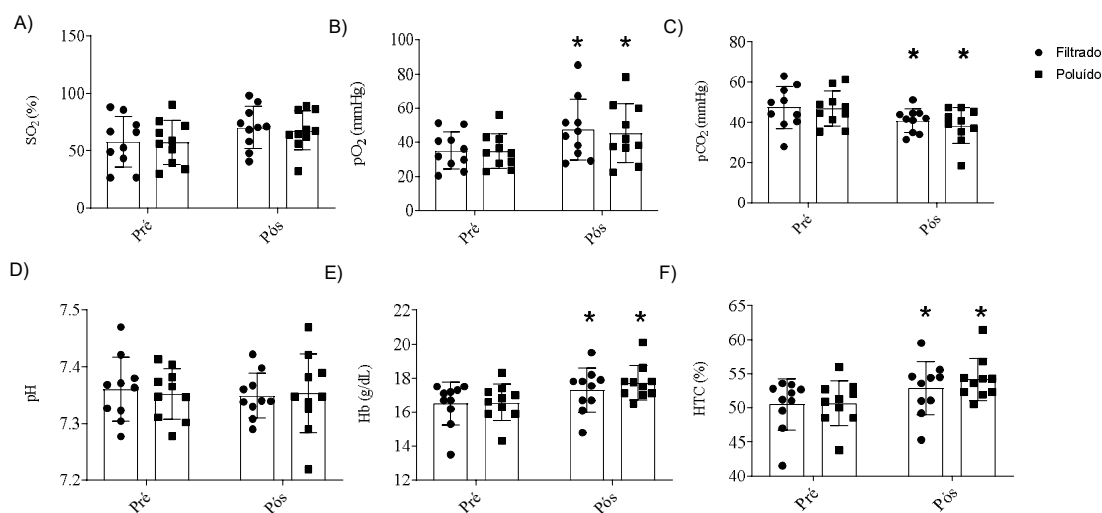 A)
SO2 (%)
150
100
50
0
Pré
Pós
B)
pO2 (mmHg)
100
80
60
40
20
0
*
*
Pré
Pós
C)
pCO2 (mmHg)
80
60
40
20
0
*
*
Pré
Pós
Filtrado
Poluído
D)
pH
7.5
7.4
7.3
7.2
Pré
Pós
E)
Hb (g/dL)
22
20
18
16
14
12
*
*
Pré
Pós
F)
HTC (%)
65
60
55
50
45
40
*
*
Pré
Pós